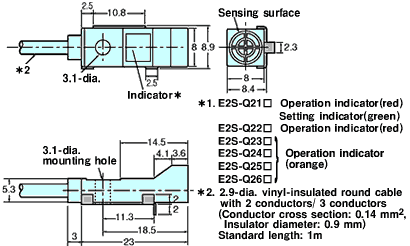 2.5
10.8
Sensing surface
8
8.9
2.3
*2
3.1-dia.
2.5
Indicator*
8
8.4
*1. E2S-Q21□ Operation indicator(red)
Setting indicator(green)
E2S-Q22□ Operation indicator(red)
E2S-Q23□
E2S-Q24□
E2S-Q25□
E2S-Q26□
Operation indicator
(orange)
3.1-dia.
mounting hole
14.5
4.1
3.6
5.3
2
2
11.3
18.5
3
23
*2. 2.9-dia. vinyl-insulated round cable
with 2 conductors/ 3 conductors
(Conductor cross section: 0.14 mm²,
Insulator diameter: 0.9 mm)
Standard length: 1m